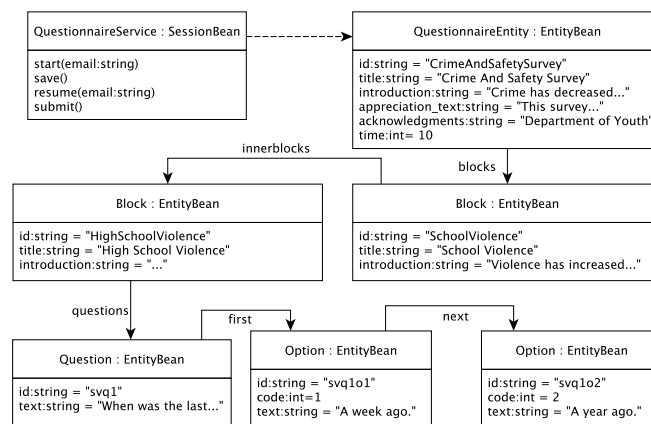 QuestionnaireService : SessionBean
start(email:string)
save()
resume(email:string)
submit()
QuestionnaireEntity : EntityBean
id:string = "CrimeAndSafetySurvey"
title:string = "Crime And Safety Survey"
introduction:string = "Crime has decreased..."
appreciation_text:string = "This survey..."
acknowledgments:string = "Department of Youth"
time:int= 10
innerblocks
blocks
Block : EntityBean
id:string = "HighSchoolViolence"
title:string = "High School Violence"
introduction:string = "..."
Block : EntityBean
id:string = "SchoolViolence"
title:string = "School Violence"
introduction:string = "Violence has increased..."
questions
first
next
Question : EntityBean
id:string = "svq1"
text:string = "When was the last..."
Option : EntityBean
id:string = "svq1o1"
code:int=1
text:string = "A week ago."
Option : EntityBean
id:string = "svq1o2"
code:int = 2
text:string = "A year ago."